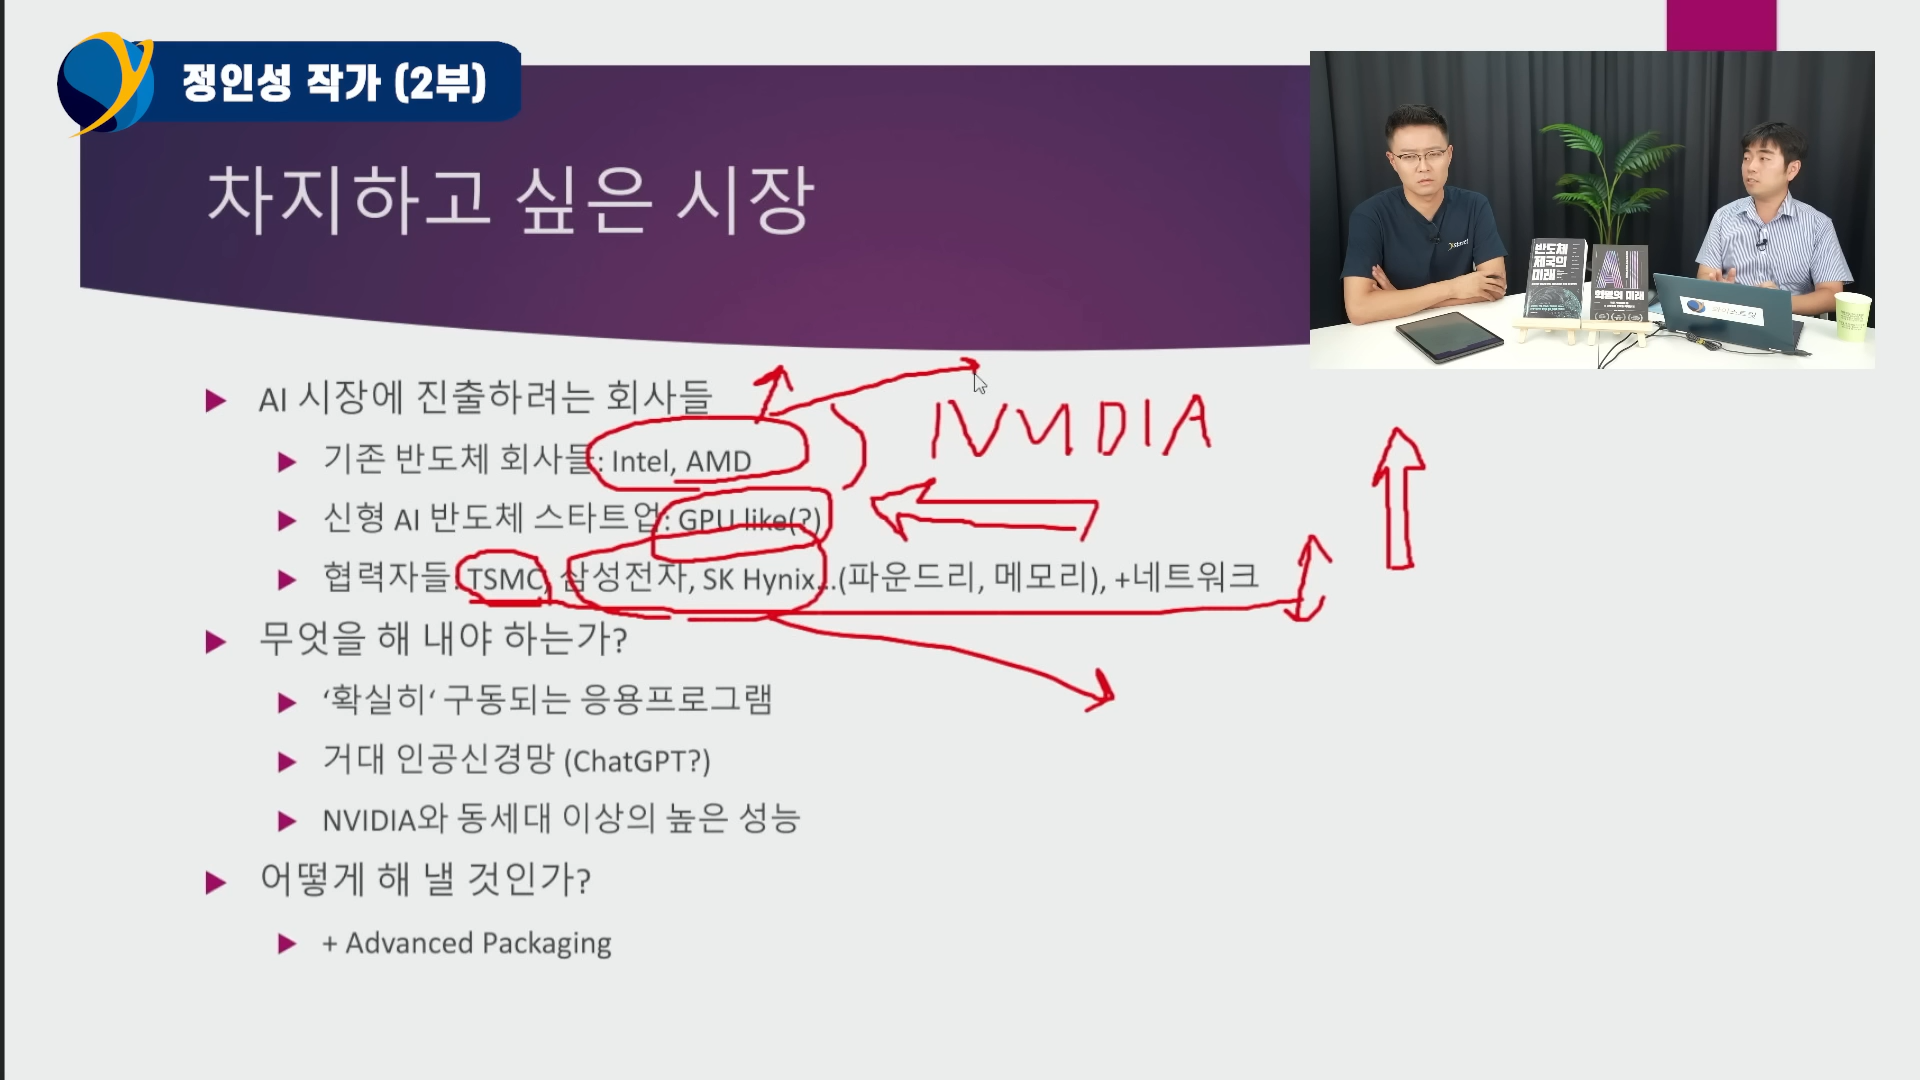 정인성 작가 (2부)
차지하고 싶은 시장
AI 시장에 진출하려는 회사들
기존 반도체 회사들: Intel, AMD
NVIDIA
신형 AI 반도체 스타트업: GPU like(?)
협력자들: TSMC, 삼성전자, SK Hynix...(파운드리, 메모리), +네트워크
무엇을 해 내야 하는가?
‘확실히‘ 구동되는 응용프로그램
거대 인공신경망 (ChatGPT?)
NVIDIA와 동세대 이상의 높은 성능
어떻게 해 낼 것인가?
+ Advanced Packaging
반도체
제국의
미래
AI
혁명의 미래